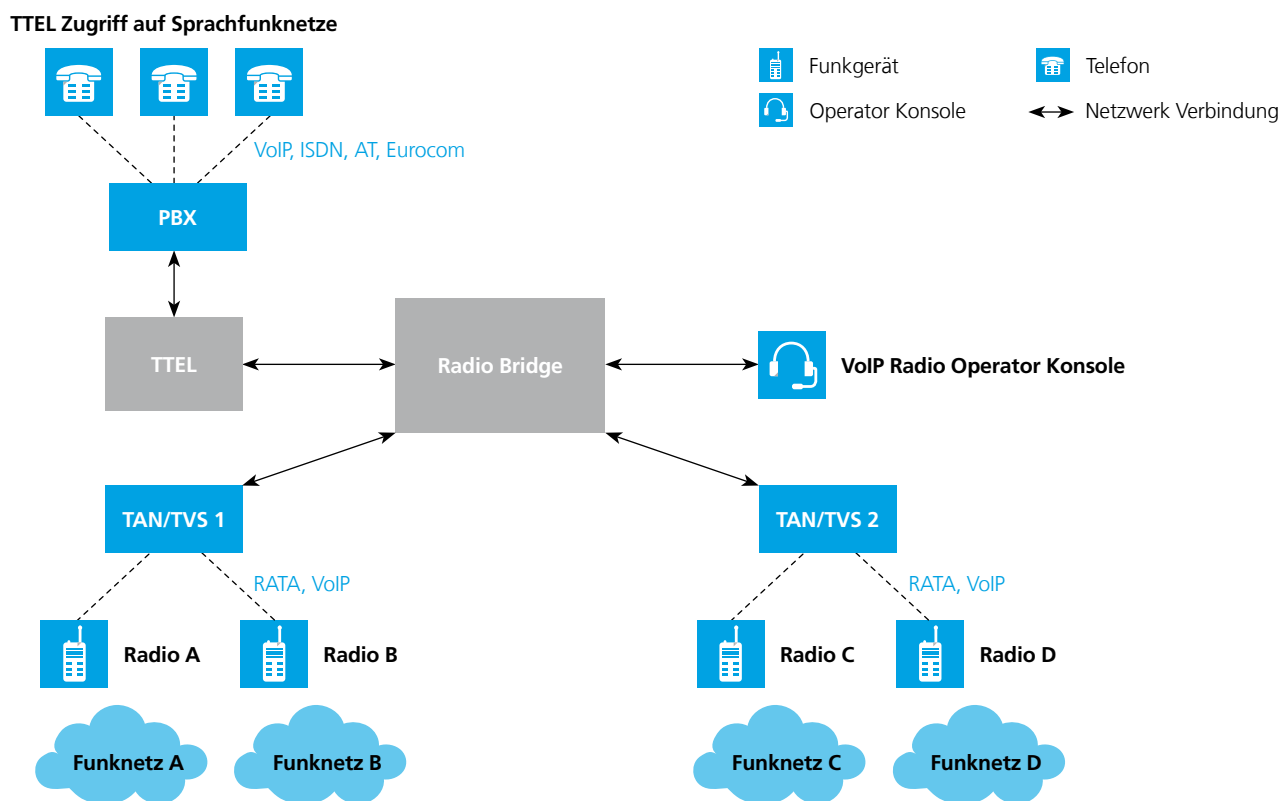 TTEL Zugriff auf Sprachfunknetze
Funkgerät
Telefon
Operator Konsole
Netzwerk Verbindung
VoIP, ISDN, AT, Eurocom
PBX
TTEL
Radio Bridge
VoIP Radio Operator Konsole
TAN/TVS 1
TAN/TVS 2
RATA, VoIP
RATA, VoIP
Radio A
Radio B
Radio C
Radio D
Funknetz A
Funknetz B
Funknetz C
Funknetz D